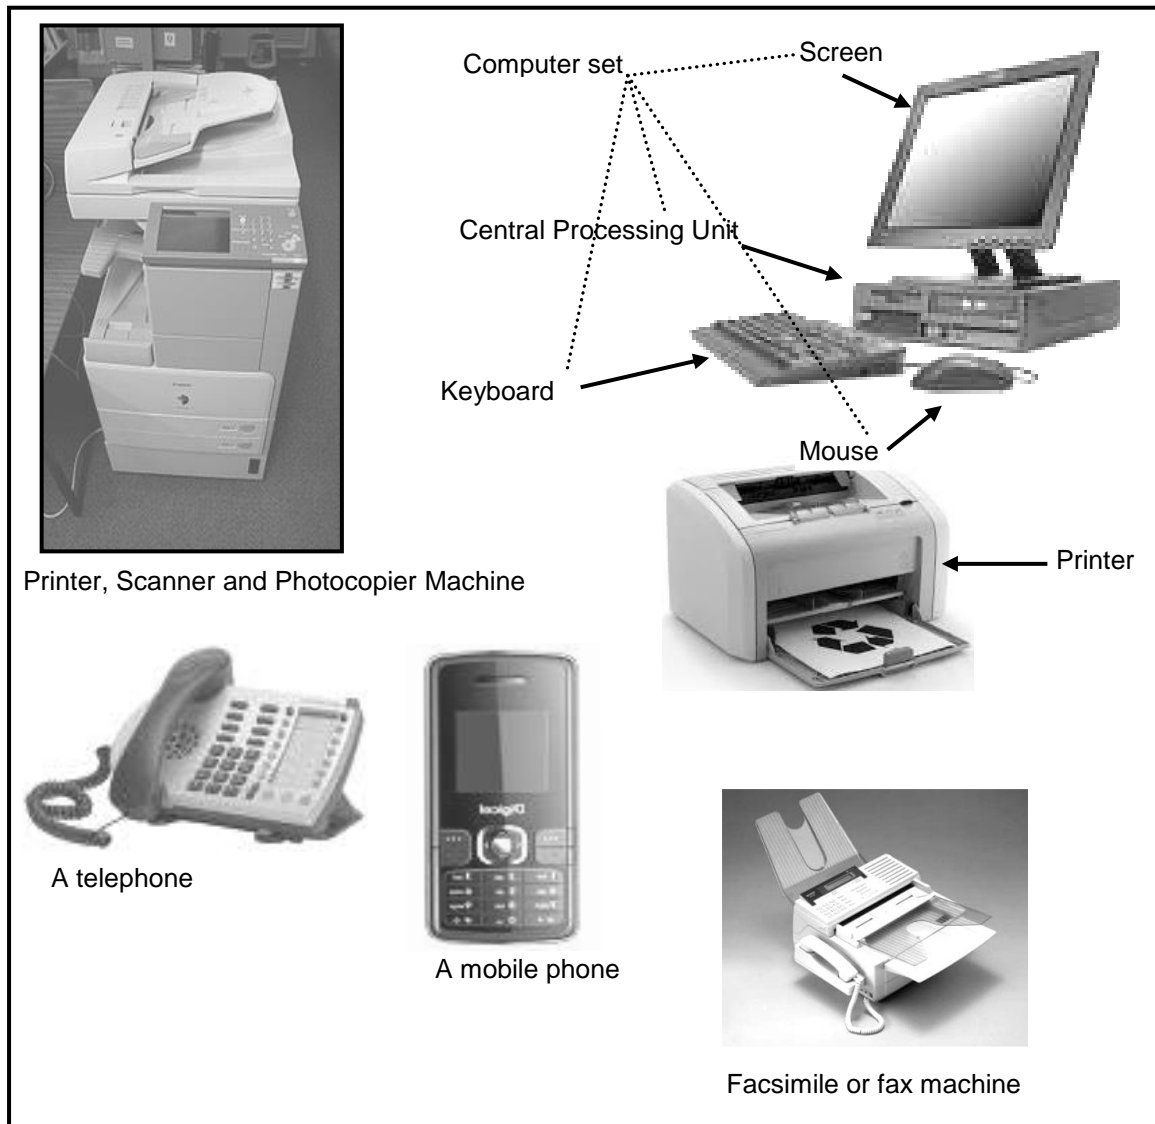 Computer set
Screen
Central Processing Unit
Keyboard
Mouse
Printer
Printer, Scanner and Photocopier Machine
Digicel
A telephone
A mobile phone
Facsimile or fax machine